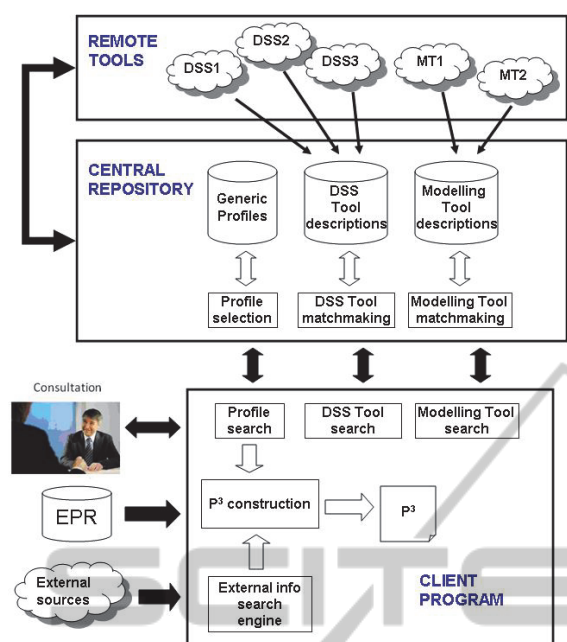 REMOTE
TOOLS
DSS1
DSS2
DSS3
MT1
MT2
CENTRAL
REPOSITORY
Generic
Profiles
DSS
Tool
descriptions
Modelling
Tool
descriptions
Profile
selection
DSS Tool
matchmaking
Modelling Tool
matchmaking
Consultation
Profile
search
DSS Tool
search
Modelling Tool
search
EPR
P³ construction
P³
External
sources
External info
search
engine
CLIENT
PROGRAM
SCITE